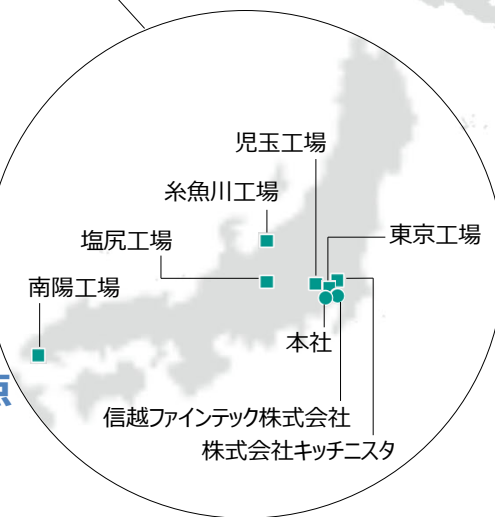 児玉工場
糸魚川工場
塩尻工場
東京工場
南陽工場
本社
点
信越ファインテック株式会社
株式会社キッチニスタ